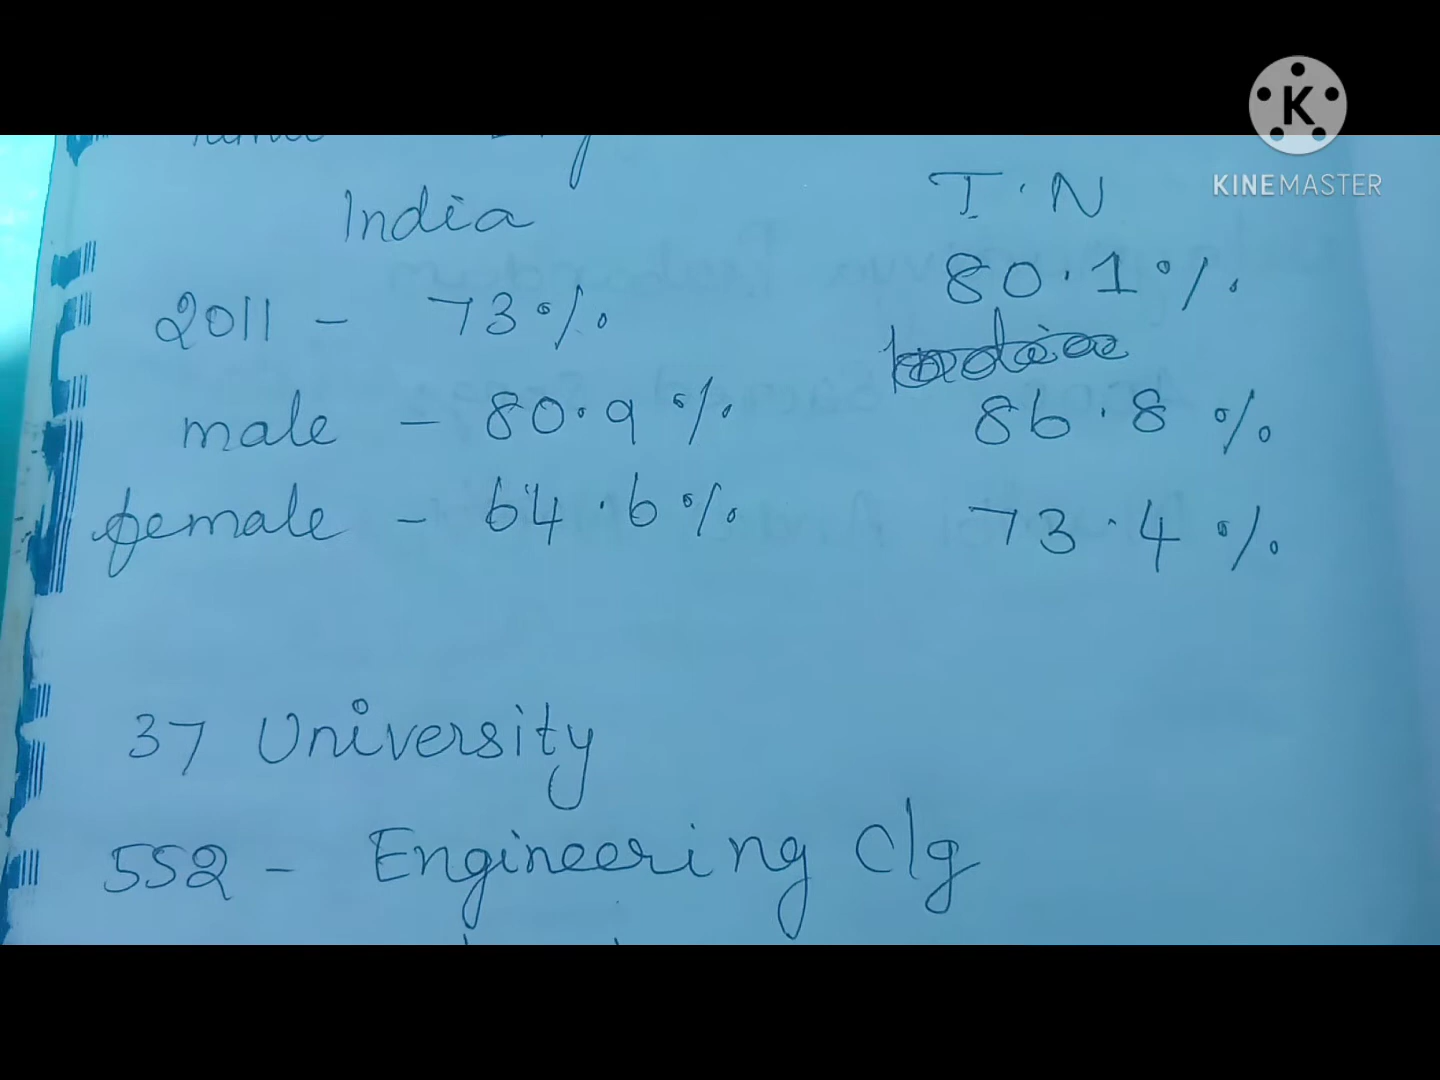 India T.N
2011 - 73% 80.1%
male - 80.9% 86.8%
female - 64.6% 73.4%
37 University
552 - Engineering clg
K
KINEMASTER